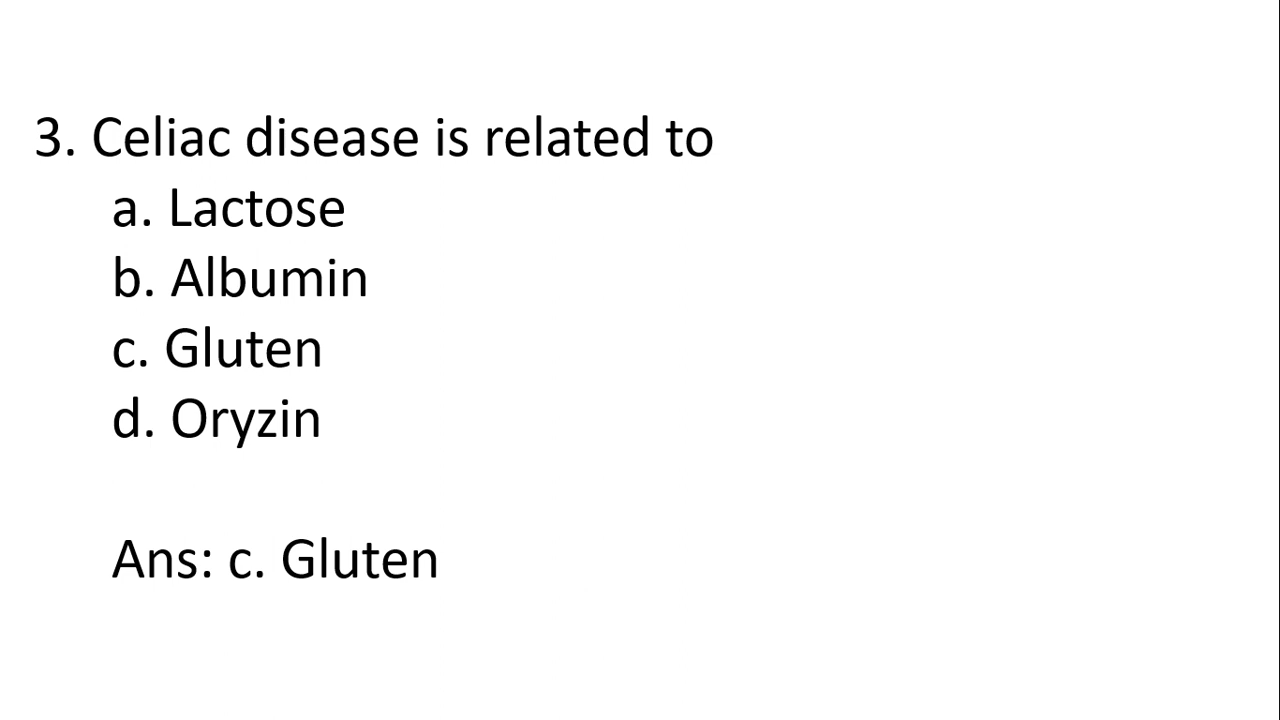 3. Celiac disease is related to
a. Lactose
b. Albumin
c. Gluten
d. Oryzin
Ans: c. Gluten